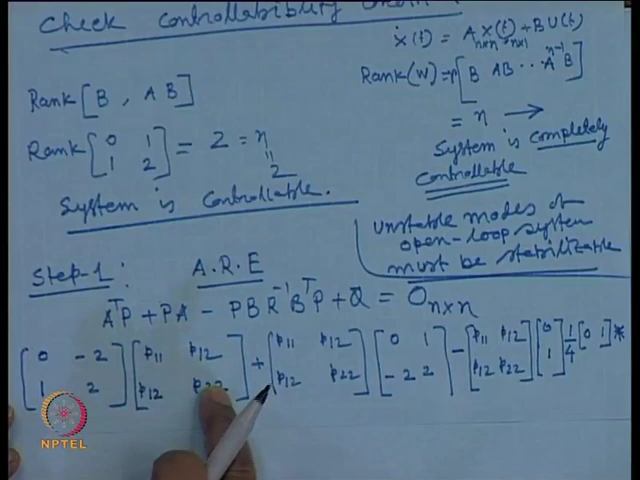 Check Controllability Condn.
ẋ(t) = A x(t) + B U(t)
n×n n×1
Rank [B, AB]
Rank(W) = ρ[B AB ⋯ Aⁿ⁻¹B]
Rank [0 1; 1 2] = 2 = n = 2
= n →
System is completely
Controllable
System is Controllable.
Unstable modes of
open-loop system
must be stabilizable
Step-1: A.R.E
AᵀP + PA - PBR⁻¹BᵀP + Q = 0ₙₓₙ
[0 -2; 1 2] [p11 p12; p12 p22] + [p11 p12; p12 p22] [0 1; -2 2] - [p11 p12; p12 p22] [0; 1] 1/4 [0 1]*
NPTEL